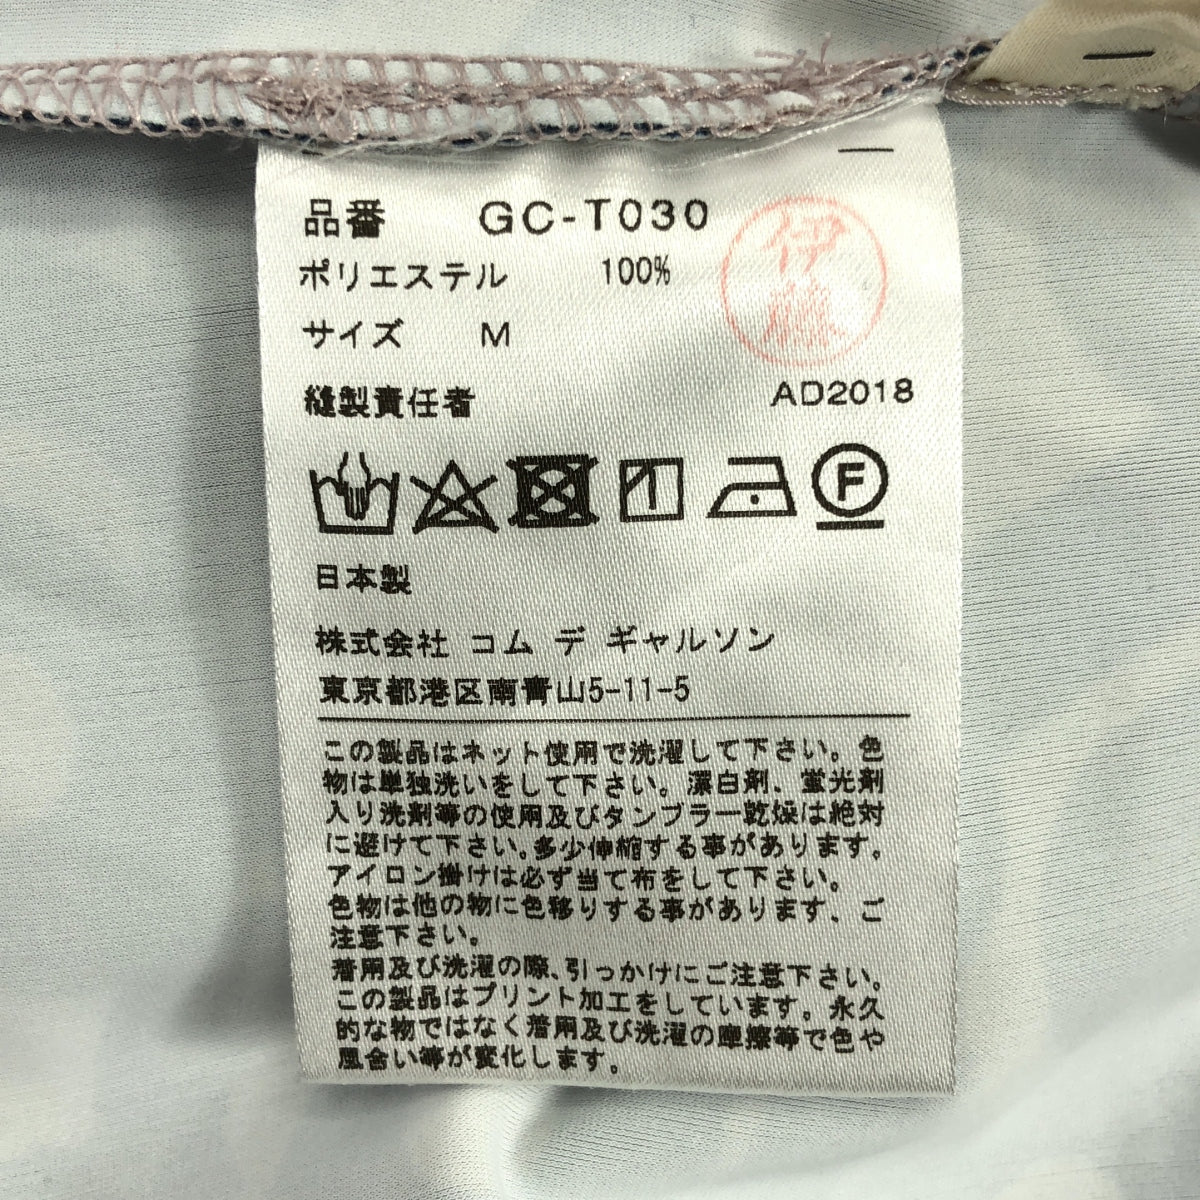 品番 GC-T030
ポリエステル 100%
サイズ M
伊藤
縫製責任者 AD2018
F
日本製
株式会社 コム デ ギャルソン
東京都港区南青山5-11-5
この製品はネット使用で洗濯して下さい。色
物は単独洗いをして下さい。漂白剤、蛍光剤
入り洗剤等の使用及びタンブラー乾燥は絶対
に避けて下さい。多少伸縮する事があります。
アイロン掛けは必ず当て布をして下さい。
色物は他の物に色移りする事があります、ご
注意下さい。
着用及び洗濯の際、引っかけにご注意下さい。
この製品はプリント加工をしています。永久
的な物ではなく着用及び洗濯の摩擦等で色や
風合い等が変化します。